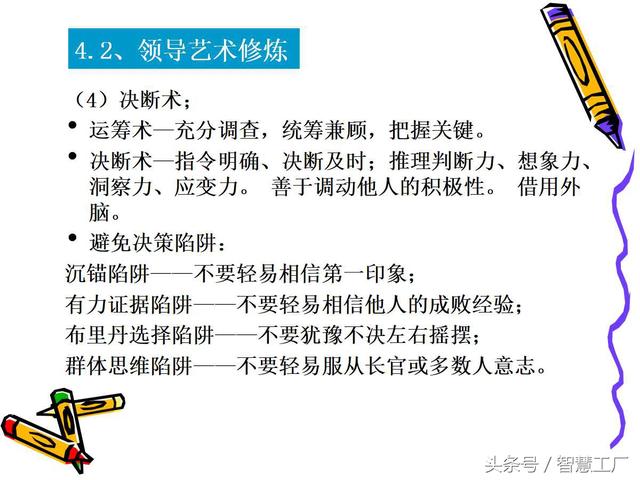 4.2、领导艺术修炼
（4）决断术；
• 运筹术—充分调查，统筹兼顾，把握关键。
• 决断术—指令明确、决断及时；推理判断力、想象力、
洞察力、应变力。 善于调动他人的积极性。 借用外
脑。
• 避免决策陷阱：
沉锚陷阱——不要轻易相信第一印象；
有力证据陷阱——不要轻易相信他人的成败经验；
布里丹选择陷阱——不要犹豫不决左右摇摆；
群体思维陷阱——不要轻易服从长官或多数人意志。
头条号／智慧工厂